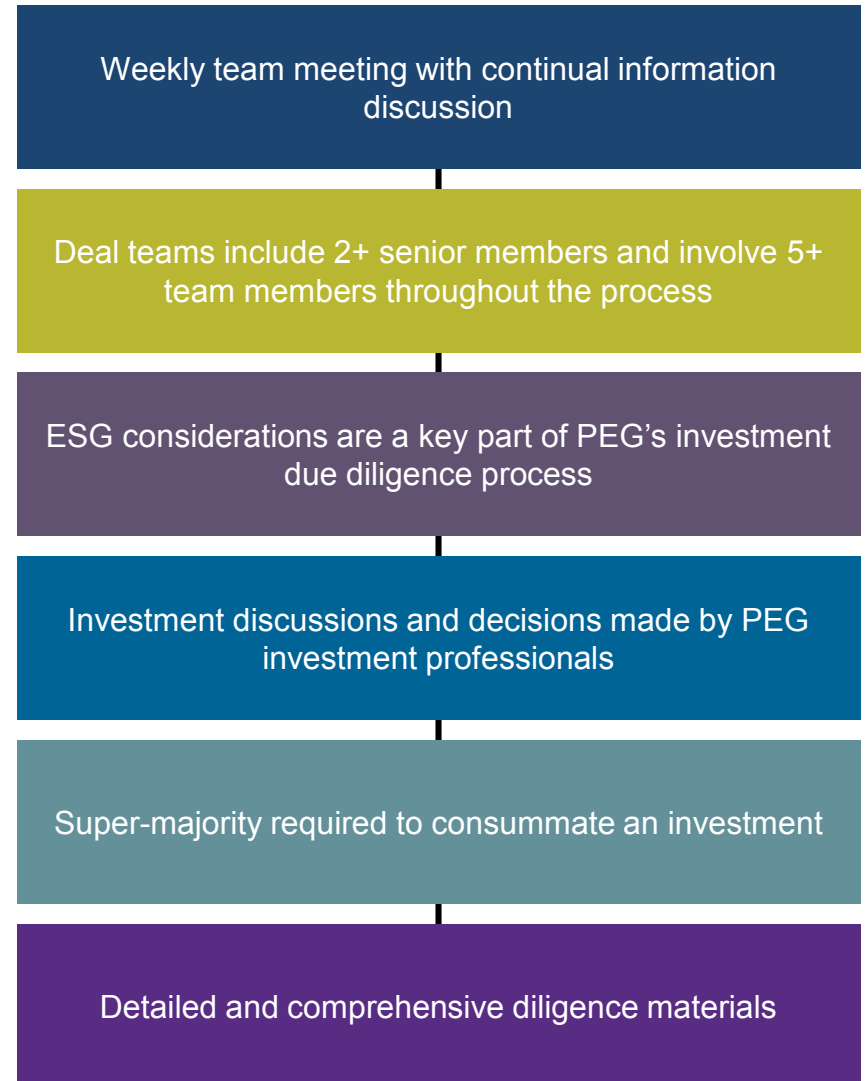 Weekly team meeting with continual information
discussion
Deal teams include 2+ senior members and involve 5+
team members throughout the process
ESG considerations are a key part of PEG’s investment
due diligence process
Investment discussions and decisions made by PEG
investment professionals
Super-majority required to consummate an investment
Detailed and comprehensive diligence materials